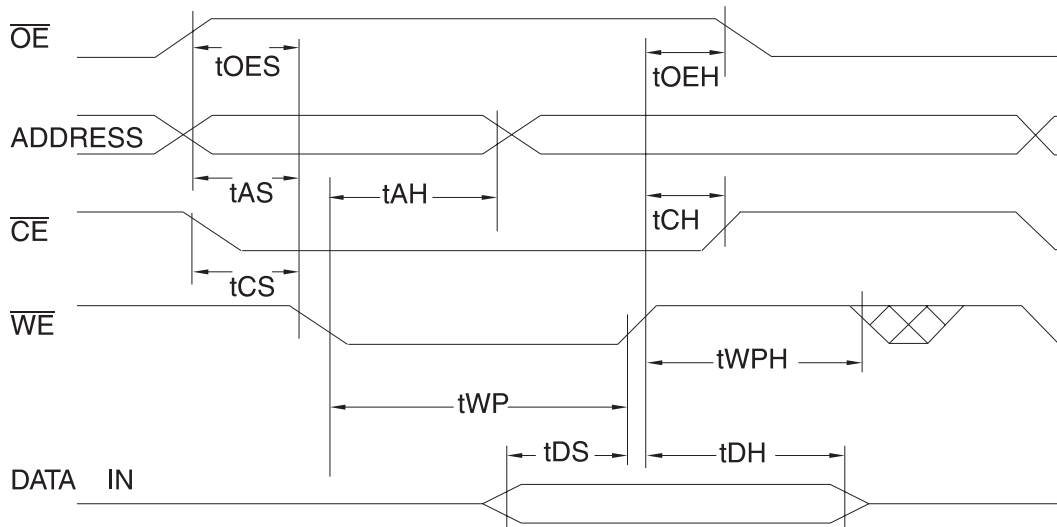 OE
tOES
tOEH
ADDRESS
tAS
tAH
tCH
CE
tCS
WE
tWPH
tWP
tDS
tDH
DATA IN